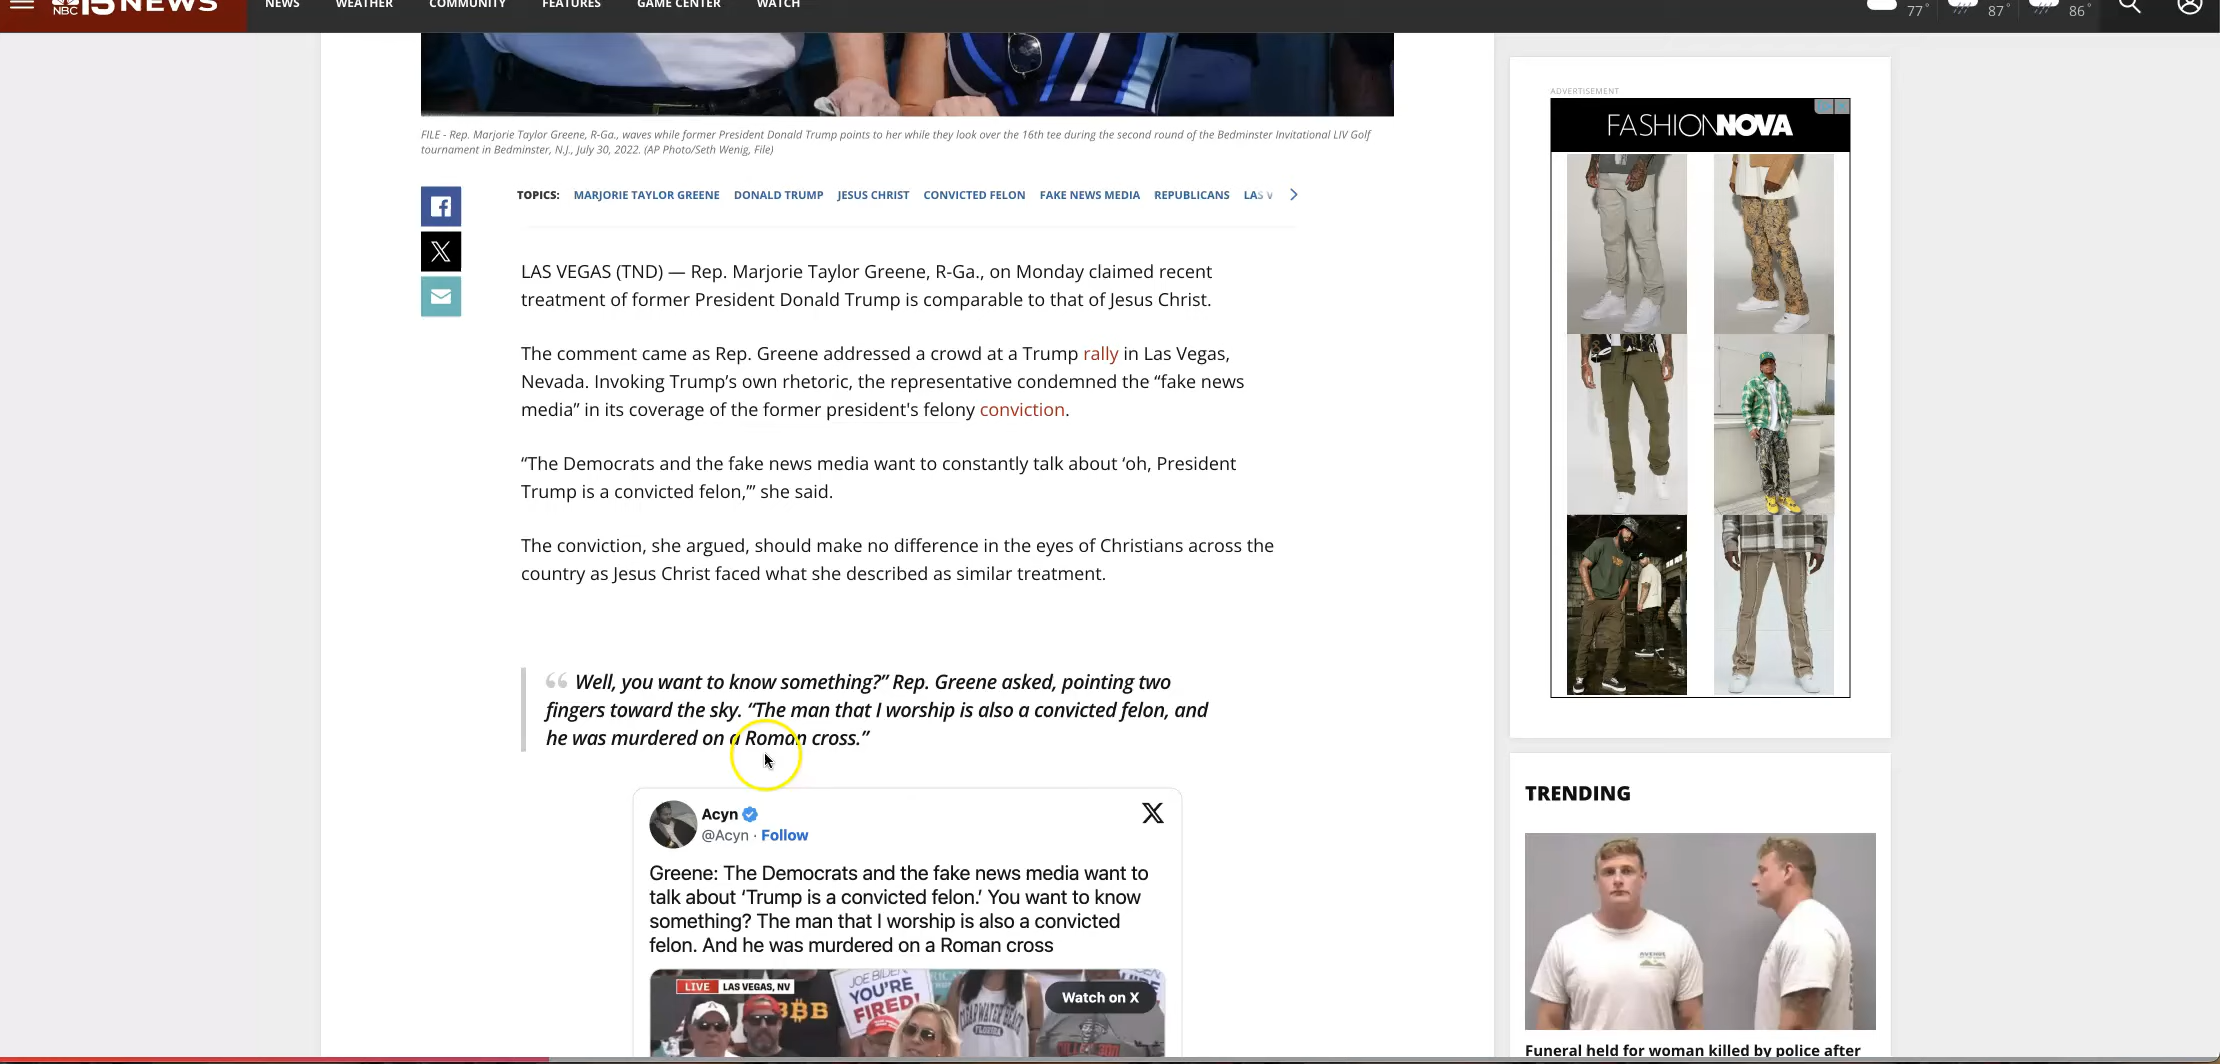 NBC 15 NEWS
NEWS WEATHER COMMUNITY FEATURES GAME CENTER WATCH
77° 87° 86°
FILE - Rep. Marjorie Taylor Greene, R-Ga., waves while former President Donald Trump points to her while they look over the 16th tee during the second round of the Bedminster Invitational LIV Golf
tournament in Bedminster, N.J., July 30, 2022. (AP Photo/Seth Wenig, File)
TOPICS: MARJORIE TAYLOR GREENE DONALD TRUMP JESUS CHRIST CONVICTED FELON FAKE NEWS MEDIA REPUBLICANS LAS V
LAS VEGAS (TND) — Rep. Marjorie Taylor Greene, R-Ga., on Monday claimed recent
treatment of former President Donald Trump is comparable to that of Jesus Christ.
The comment came as Rep. Greene addressed a crowd at a Trump rally in Las Vegas,
Nevada. Invoking Trump’s own rhetoric, the representative condemned the “fake news
media” in its coverage of the former president's felony conviction.
“The Democrats and the fake news media want to constantly talk about ‘oh, President
Trump is a convicted felon,’” she said.
The conviction, she argued, should make no difference in the eyes of Christians across the
country as Jesus Christ faced what she described as similar treatment.
“ Well, you want to know something?” Rep. Greene asked, pointing two
fingers toward the sky. “The man that I worship is also a convicted felon, and
he was murdered on a Roman cross.”
Acyn
@Acyn · Follow
Greene: The Democrats and the fake news media want to
talk about ‘Trump is a convicted felon.’ You want to know
something? The man that I worship is also a convicted
felon. And he was murdered on a Roman cross
LIVE LAS VEGAS, NV
JOE BIDEN
YOU'RE
FIRED!
Watch on X
FLORIDA
ADVERTISEMENT
FASHIONNOVA
TRENDING
AVENUE
Funeral held for woman killed by police after